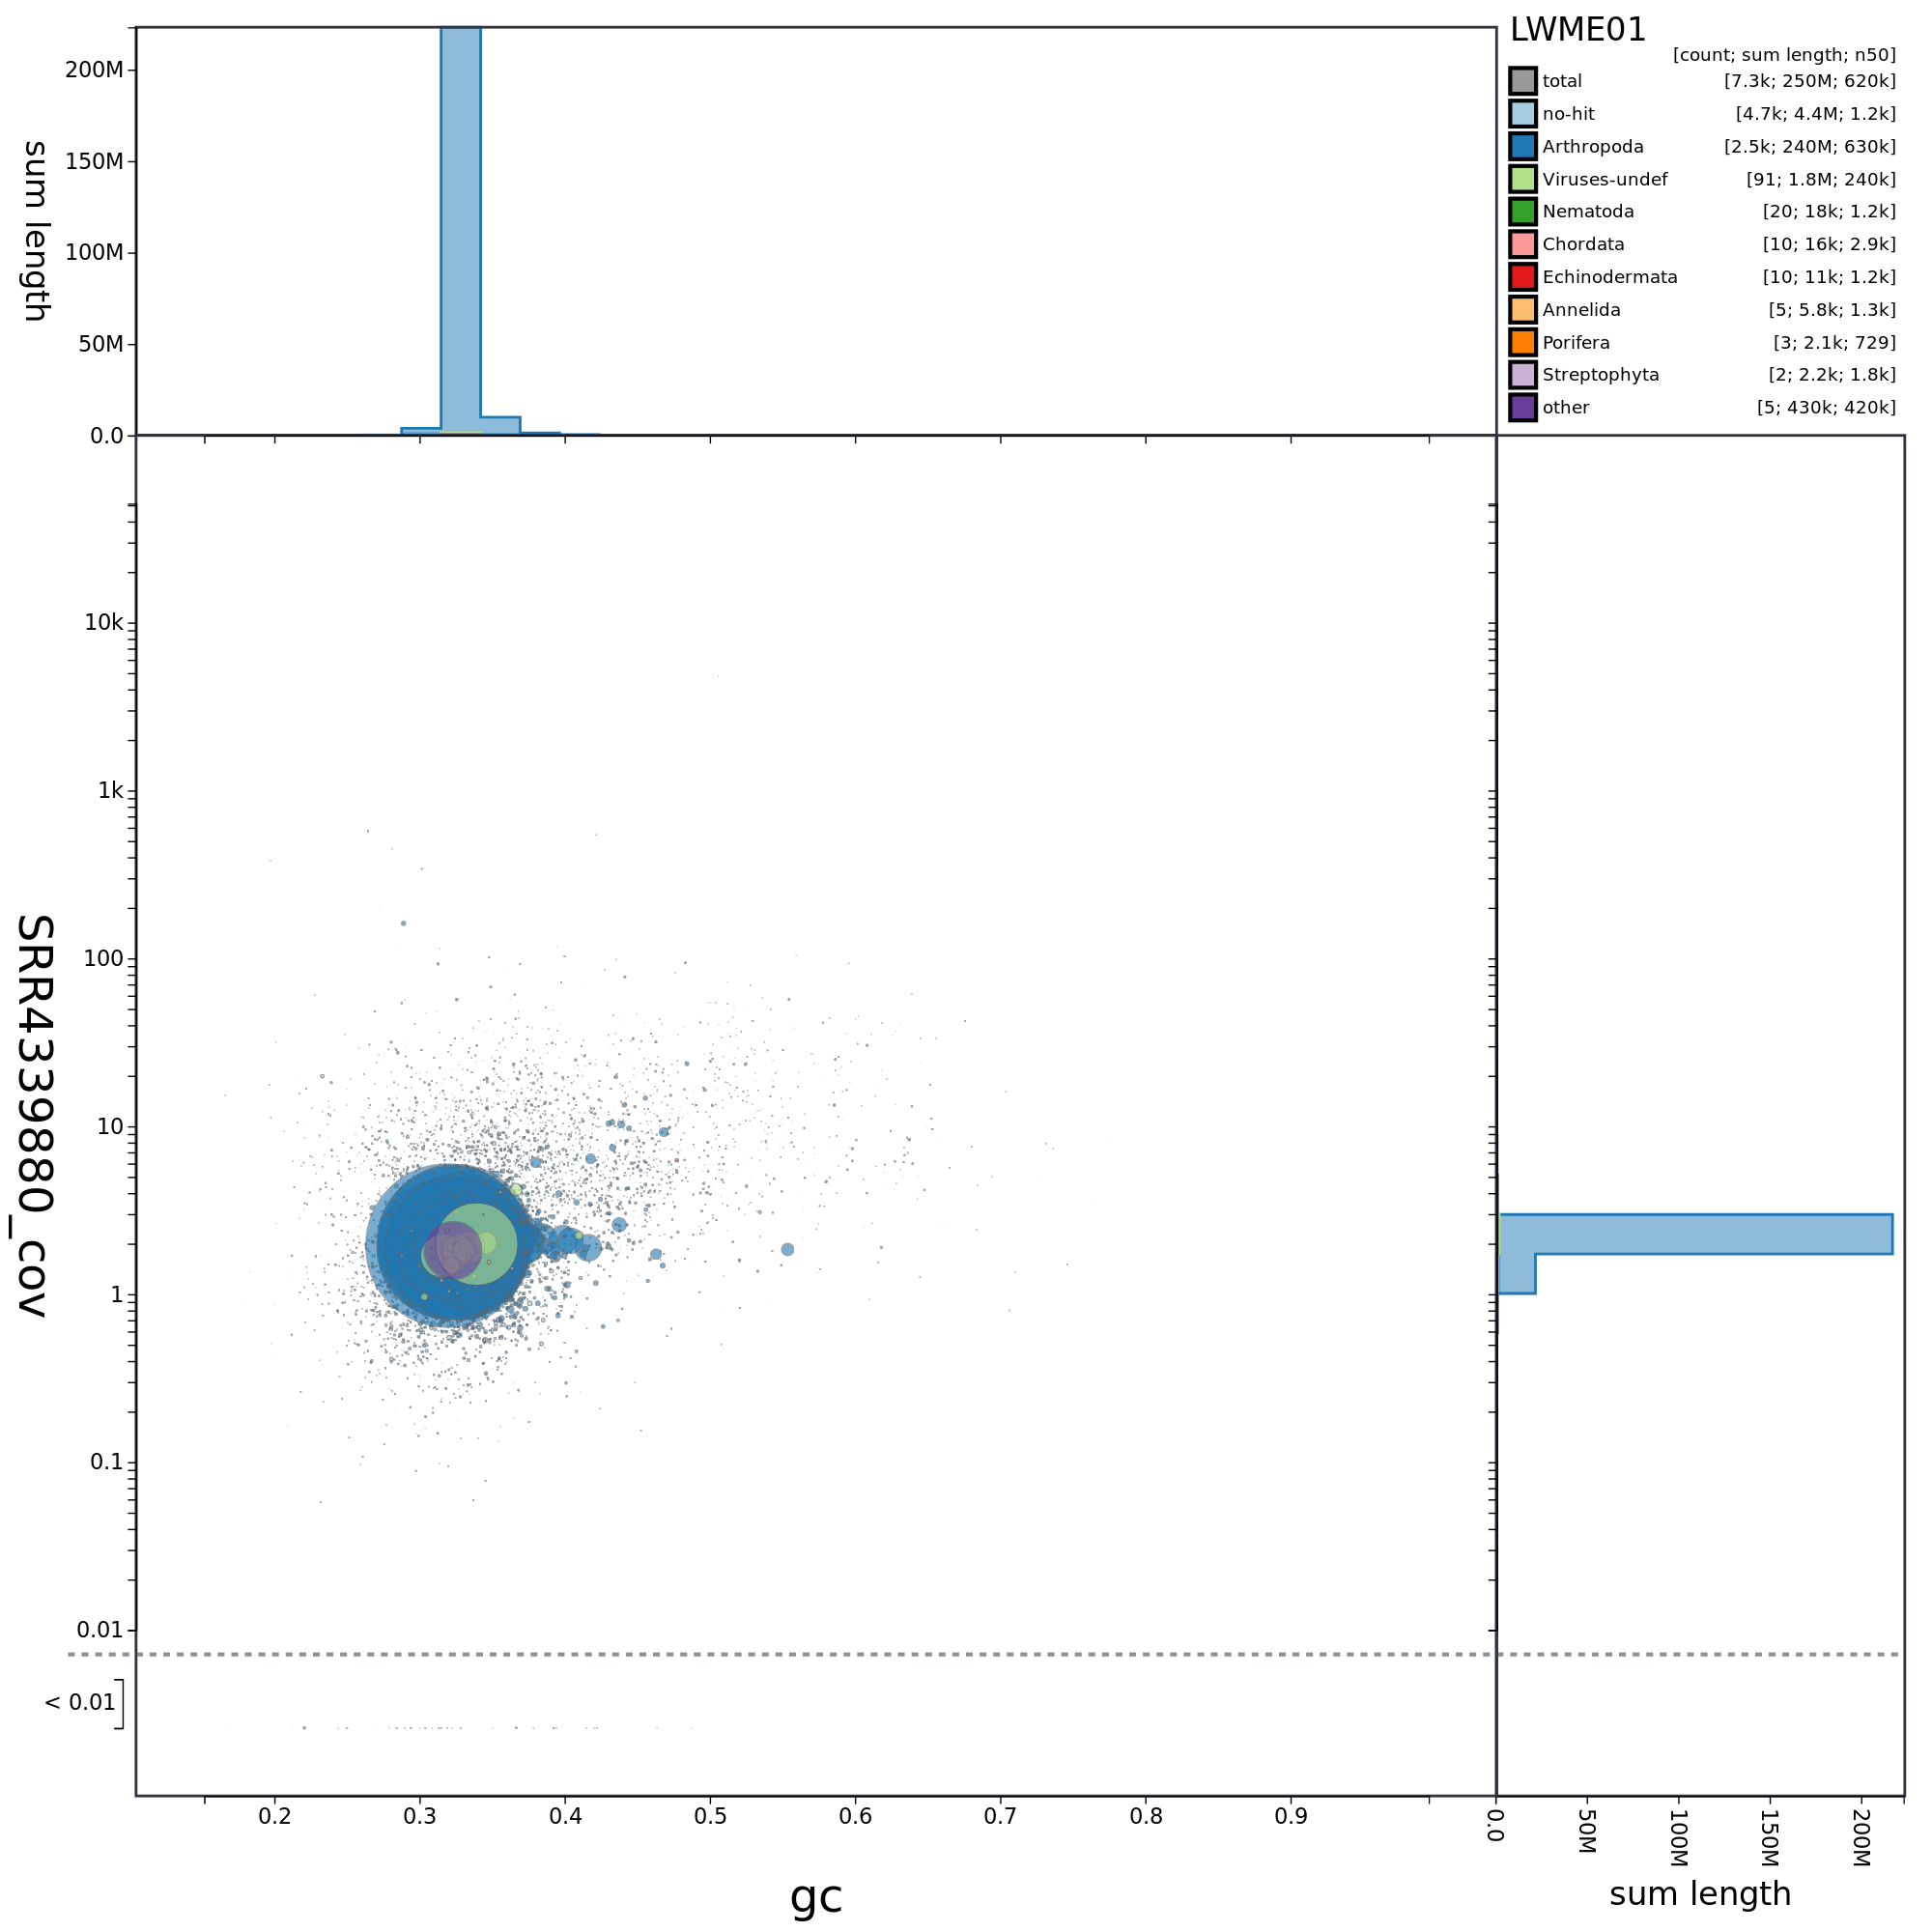 LWME01
[count; sum length; n50]
total [7.3k; 250M; 620k]
no-hit [4.7k; 4.4M; 1.2k]
Arthropoda [2.5k; 240M; 630k]
Viruses-undef [91; 1.8M; 240k]
Nematoda [20; 18k; 1.2k]
Chordata [10; 16k; 2.9k]
Echinodermata [10; 11k; 1.2k]
Annelida [5; 5.8k; 1.3k]
Porifera [3; 2.1k; 729]
Streptophyta [2; 2.2k; 1.8k]
other [5; 430k; 420k]
sum length
200M
150M
100M
50M
0.0
SRR4339880_cov
10k
1k
100
10
1
0.1
0.01
< 0.01
0.2 0.3 0.4 0.5 0.6 0.7 0.8 0.9
gc
0.0 50M 100M 150M 200M
sum length